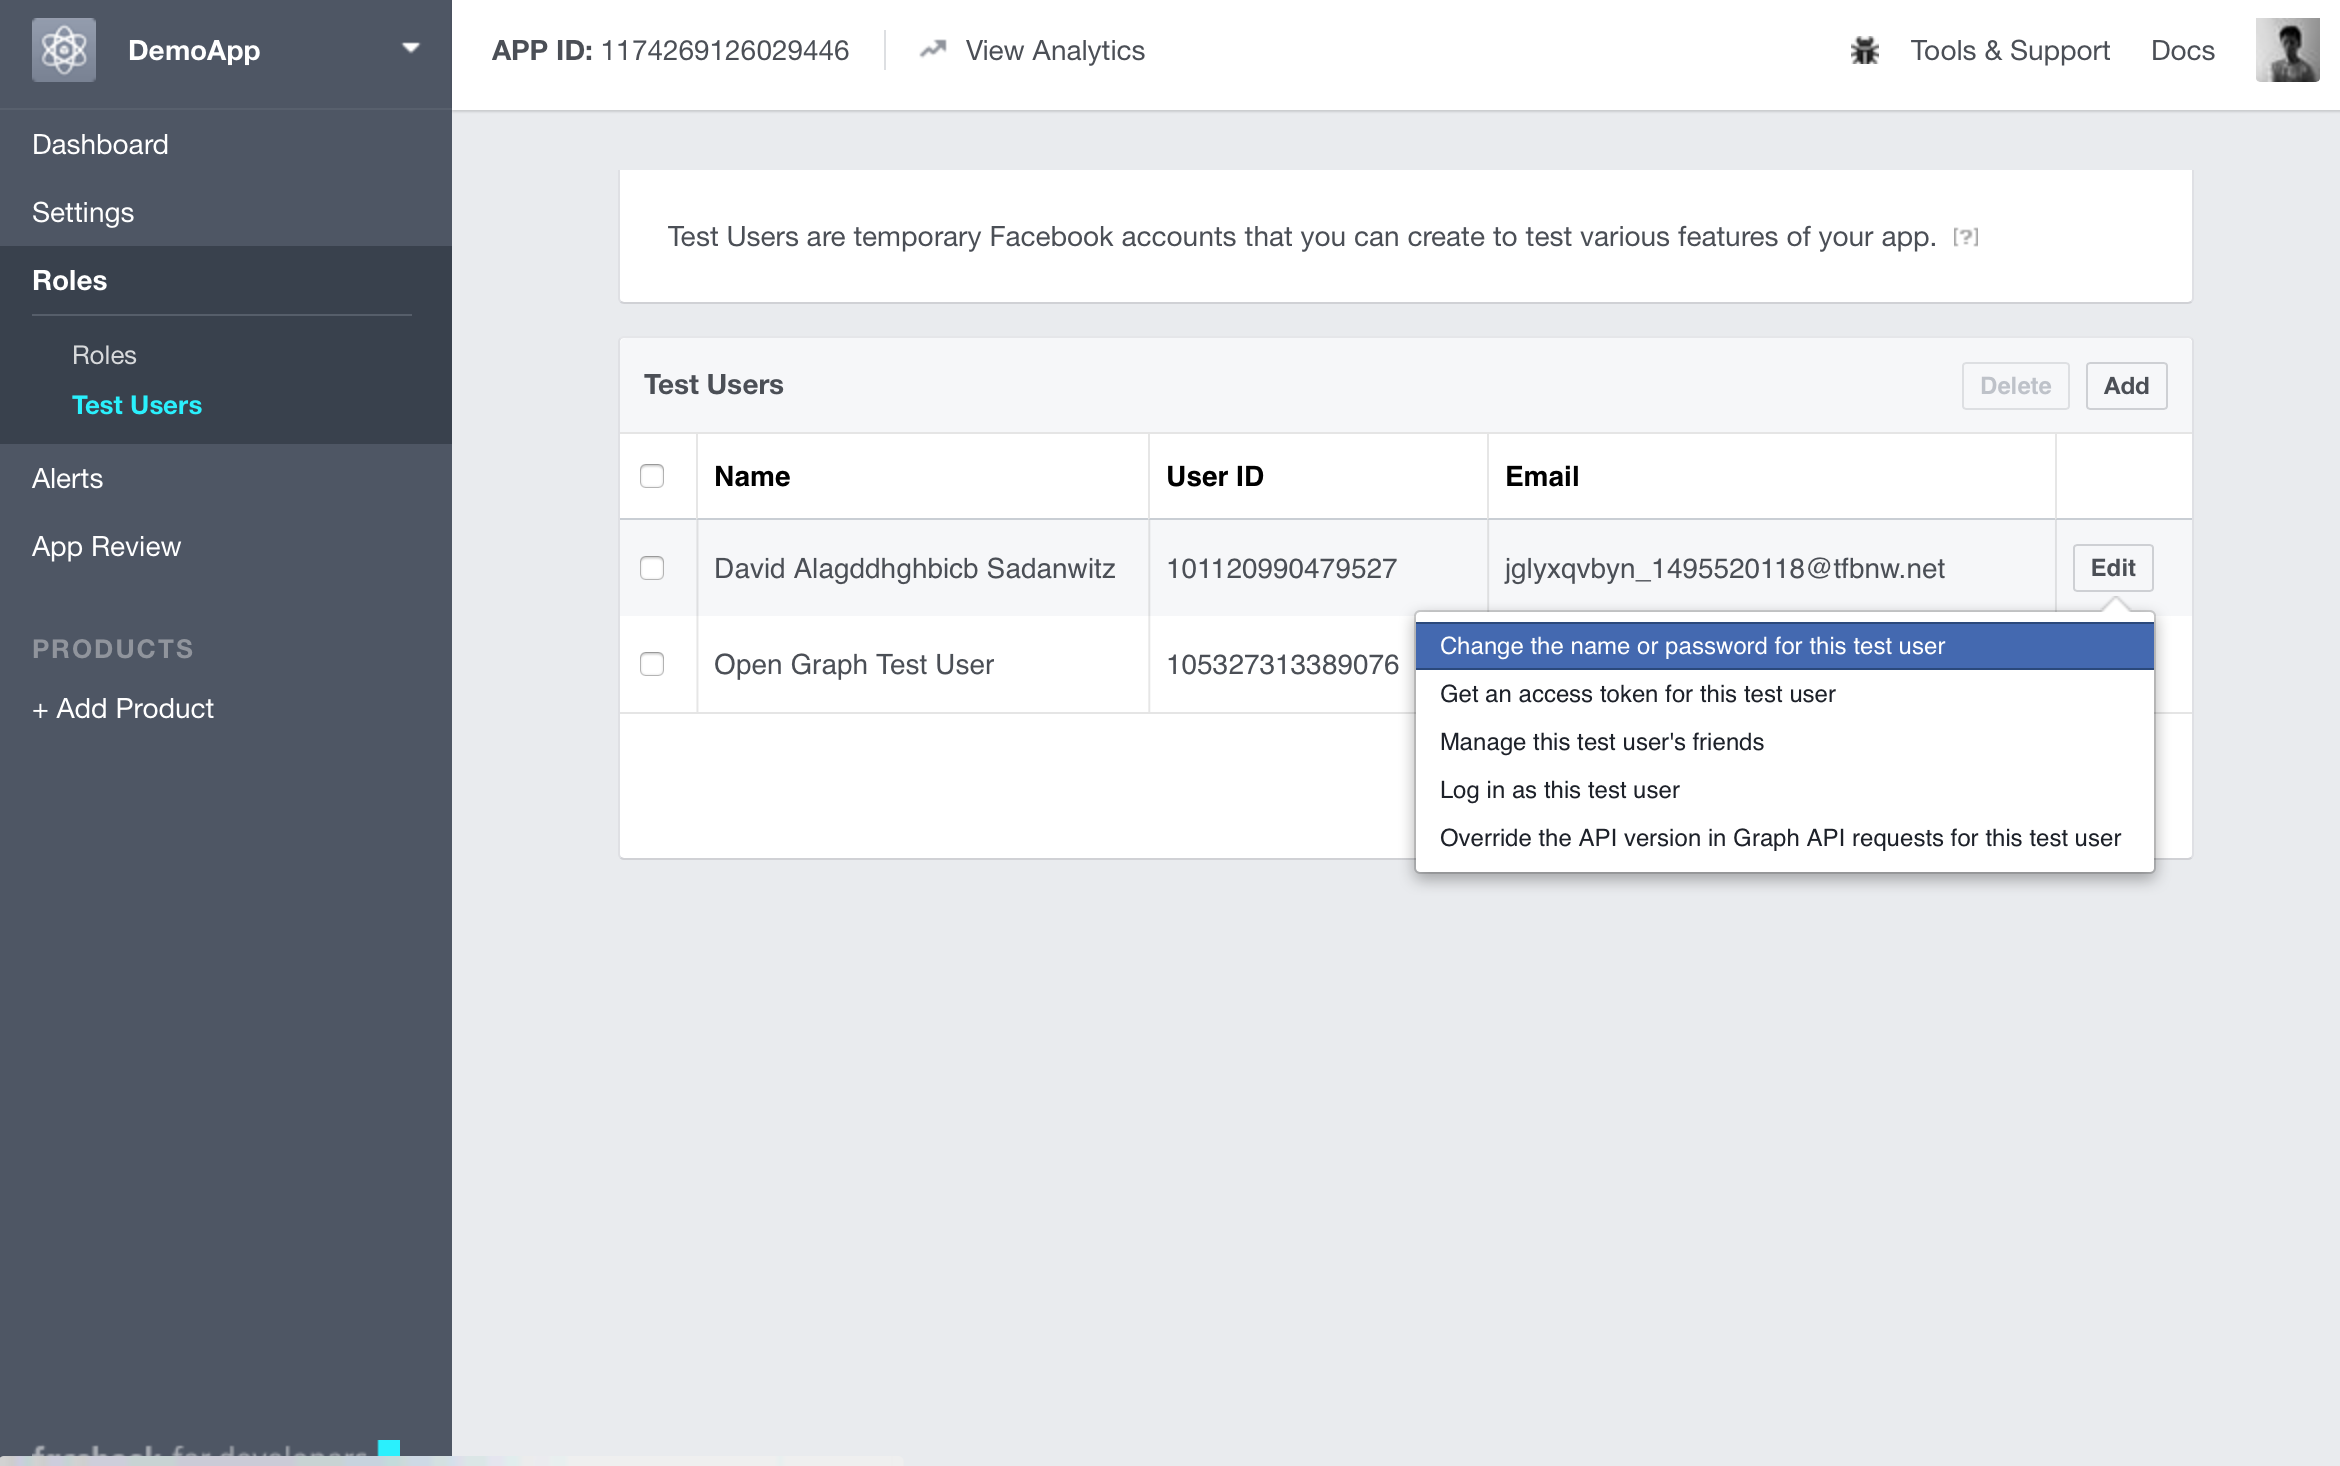 DemoApp
APP ID: 1174269126029446
View Analytics
Tools & Support
Docs
Dashboard
Settings
Roles
Roles
Test Users
Alerts
App Review
PRODUCTS
+ Add Product
Test Users are temporary Facebook accounts that you can create to test various features of your app. [?]
Test Users
Delete
Add
Name User ID Email
David Alagddhghbicb Sadanwitz 101120990479527 jglyxqvbyn_1495520118@tfbnw.net Edit
Open Graph Test User 105327313389076
Change the name or password for this test user
Get an access token for this test user
Manage this test user's friends
Log in as this test user
Override the API version in Graph API requests for this test user
facebook for developers